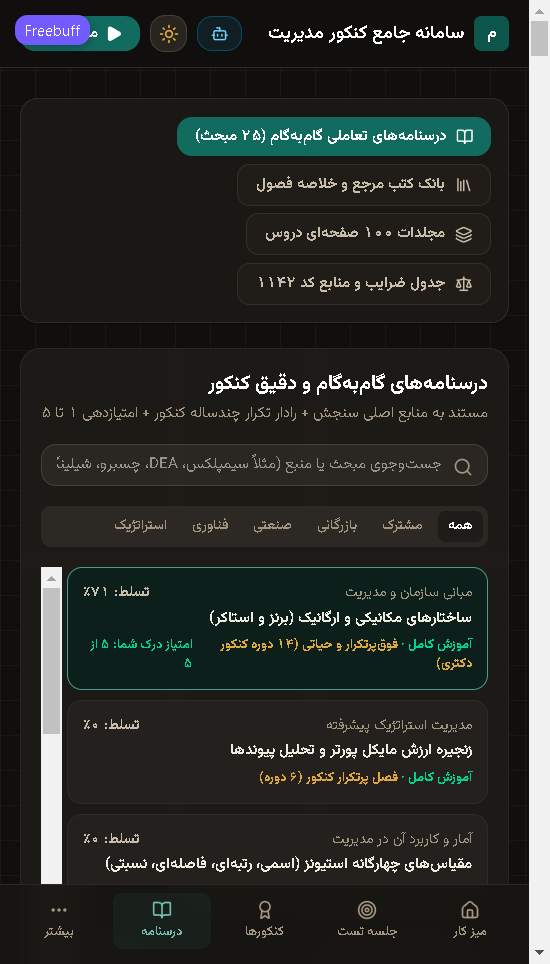 م
سامانه جامع کنکور مدیریت
Freebuff
درسنامه‌های تعاملی گام‌به‌گام (۲۵ مبحث)
بانک کتب مرجع و خلاصه فصول
مجلدات ۱۰۰ صفحه‌ای دروس
جدول ضرایب و منابع کد ۱۱۴۲
درسنامه‌های گام‌به‌گام و دقیق کنکور
مستند به منابع اصلی سنجش + رادار تکرار چندساله کنکور + امتیازدهی ۱ تا ۵
جست‌وجوی مبحث یا منبع (مثلاً سیمپلکس، DEA، چسبرو، شیلینگ
همه مشترک بازرگانی صنعتی فناوری استراتژیک
مبانی سازمان و مدیریت تسلط: ۷۱٪
ساختارهای مکانیکی و ارگانیک (برنز و استاکر)
آموزش کامل · فوق‌پرتکرار و حیاتی (۱۴ دوره کنکور دکتری)
امتیاز درک شما: ۵ از ۵
مدیریت استراتژیک پیشرفته تسلط: ۰٪
زنجیره ارزش مایکل پورتر و تحلیل پیوندها
آموزش کامل · فصل پرتکرار کنکور (۶ دوره)
آمار و کاربرد آن در مدیریت تسلط: ۰٪
مقیاس‌های چهارگانه استیونز (اسمی، رتبه‌ای، فاصله‌ای، نسبتی)
میز کار جلسه تست کنکورها درسنامه بیشتر